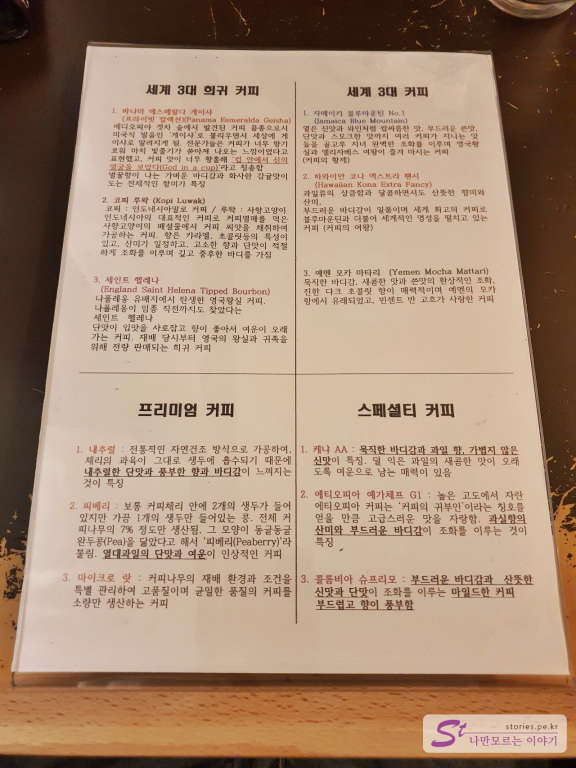 세계 3대 희귀 커피
1. 파나마 에스메랄다 게이샤
(프라이빗 컬렉션)(Panama Esmeralda Geisha)
에디오피아 겟차 숲에서 발견된 커피 품종으로서
미국식 발음인 '게이샤'로 불리우면서 세상에 게
이샤로 알려지게 됨. 전문가들은 커피가 너무 향기
로워 마치 빛줄기가 쏟아져 나오는 느낌이었다고
표현했고, 커피 맛이 너무 황홀해 '컵 안에서 신의
얼굴을 보았다(God in a cup)'라고 칭송함
벌꿀향이 나는 가벼운 바디감과 화사한 감귤맛이
도는 전체적인 향미가 특징
2. 코피 루왁 (Kopi Luwak)
코피 : 인도네시아말로 커피 / 루왁 : 사향고양이
인도네시아의 대표적인 커피로 커피열매를 먹은
사향고양이의 배설물에서 커피 씨앗을 채취하여
가공하는 커피. 향은 카라멜, 초콜릿등의 특성이
있고, 산미가 일정하고, 고소한 향과 단맛이 적절
하게 조화를 이루며 깊고 중후한 바디를 가짐
3. 세인트 헬레나
(England Saint Helena Tipped Bourbon)
나폴레옹 유배지에서 탄생한 영국왕실 커피.
나폴레옹이 임종 직전까지도 찾았다는
세인트 헬레나
단맛이 입맛을 사로잡고 향이 좋아서 여운이 오래
가는 커피. 재배 당시부터 영국의 왕실과 귀족을
위해 전량 판매되는 희귀 커피
세계 3대 커피
1. 자메이카 블루마운틴 No.1
(Jamaica Blue Mountain)
옅은 신맛과 와인처럼 쌉싸름한 맛, 부드러운 쓴맛,
단맛과 스모크한 맛까지 여러 커피가 지니는 맛
들을 골고루 지녀 완벽한 조화를 이루며 영국황
실과 엘리자베스 여왕이 즐겨 마시는 커피
(커피의 황제)
2. 하와이안 코나 엑스트라 팬시
(Hawaiian Kona Extra Fancy)
과일류의 상큼함과 달콤하면서도 산뜻한 향미와
산미,
부드러운 바디감이 일품이며 세계 최고의 커피로
블루마운틴과 더불어 세계적인 명성을 떨치고 있는
커피 (커피의 여왕)
3. 예멘 모카 마타리 (Yemen Mocha Mattari)
묵직한 바디감, 새콤한 맛과 쓴맛의 환상적인 조화,
진한 다크 초콜릿 향이 매력적이며 예멘의 모카
항에서 유래되었고, 빈센트 반 고흐가 사랑한 커피
프리미엄 커피
1. 내추럴 : 전통적인 자연건조 방식으로 가공하여,
체리의 과육이 그대로 생두에 흡수되기 때문에
내추럴한 단맛과 풍부한 향과 바디감이 느껴지는
것이 특징
2. 피베리 : 보통 커피체리 안에 2개의 생두가 들어
있지만 가끔 1개의 생두만 들어있는 콩. 전체 커
피나무의 7% 정도만 생산됨. 그 모양이 동글동글
완두콩(Pea)을 닮았다고 해서 '피베리(Peaberry)'라
불림. 열대과일의 단맛과 여운이 인상적인 커피
3. 마이크로 랏 : 커피나무의 재배 환경과 조건을
특별 관리하여 고품질이며 균일한 품질의 커피를
소량만 생산하는 커피
스페셜티 커피
1. 케냐 AA : 묵직한 바디감과 과일 향, 가볍지 않은
신맛이 특징. 덜 익은 과일의 새콤한 맛이 오래
도록 여운으로 남는 매력이 있음
2. 에티오피아 예가체프 G1 : 높은 고도에서 자란
에티오피아 커피는 '커피의 귀부인'이라는 칭호를
얻을 만큼 고급스러운 맛을 자랑함. 과실향의
산미와 부드러운 바디감이 조화를 이루는 것이
특징
3. 콜롬비아 슈프리모 : 부드러운 바디감과 산뜻한
신맛과 단맛이 조화를 이루는 마일드한 커피
부드럽고 향이 풍부함
St
stories.pe.kr
나만모르는 이야기